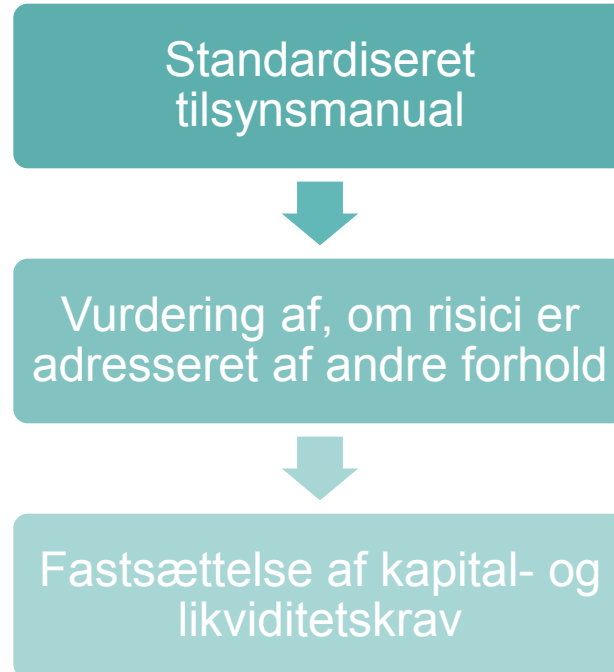 Standardiseret
tilsynsmanual
Vurdering af, om risici er
adresseret af andre forhold
Fastsættelse af kapital- og
likviditetskrav